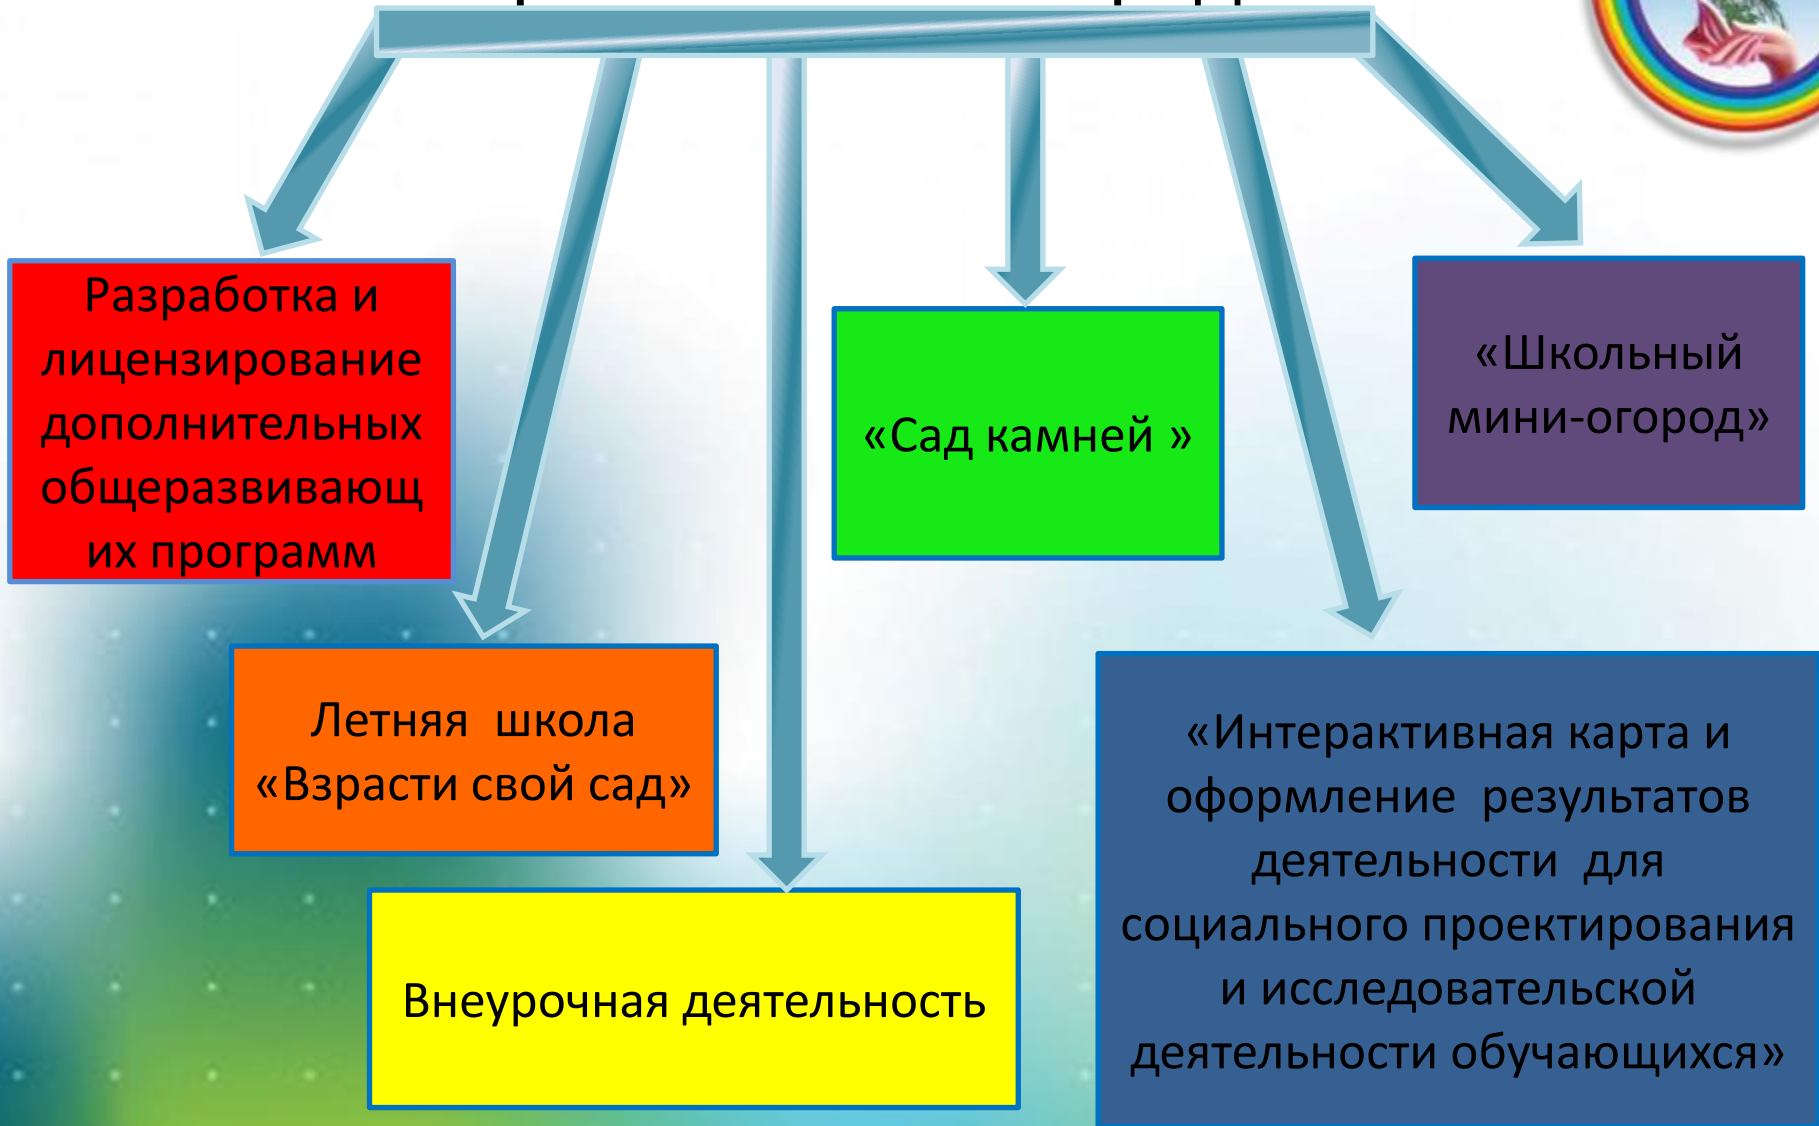 Разработка и
лицензирование
дополнительных
общеразвивающ
их программ
«Сад камней »
«Школьный
мини-огород»
Летняя школа
«Взрасти свой сад»
Внеурочная деятельность
«Интерактивная карта и
оформление результатов
деятельности для
социального проектирования
и исследовательской
деятельности обучающихся»